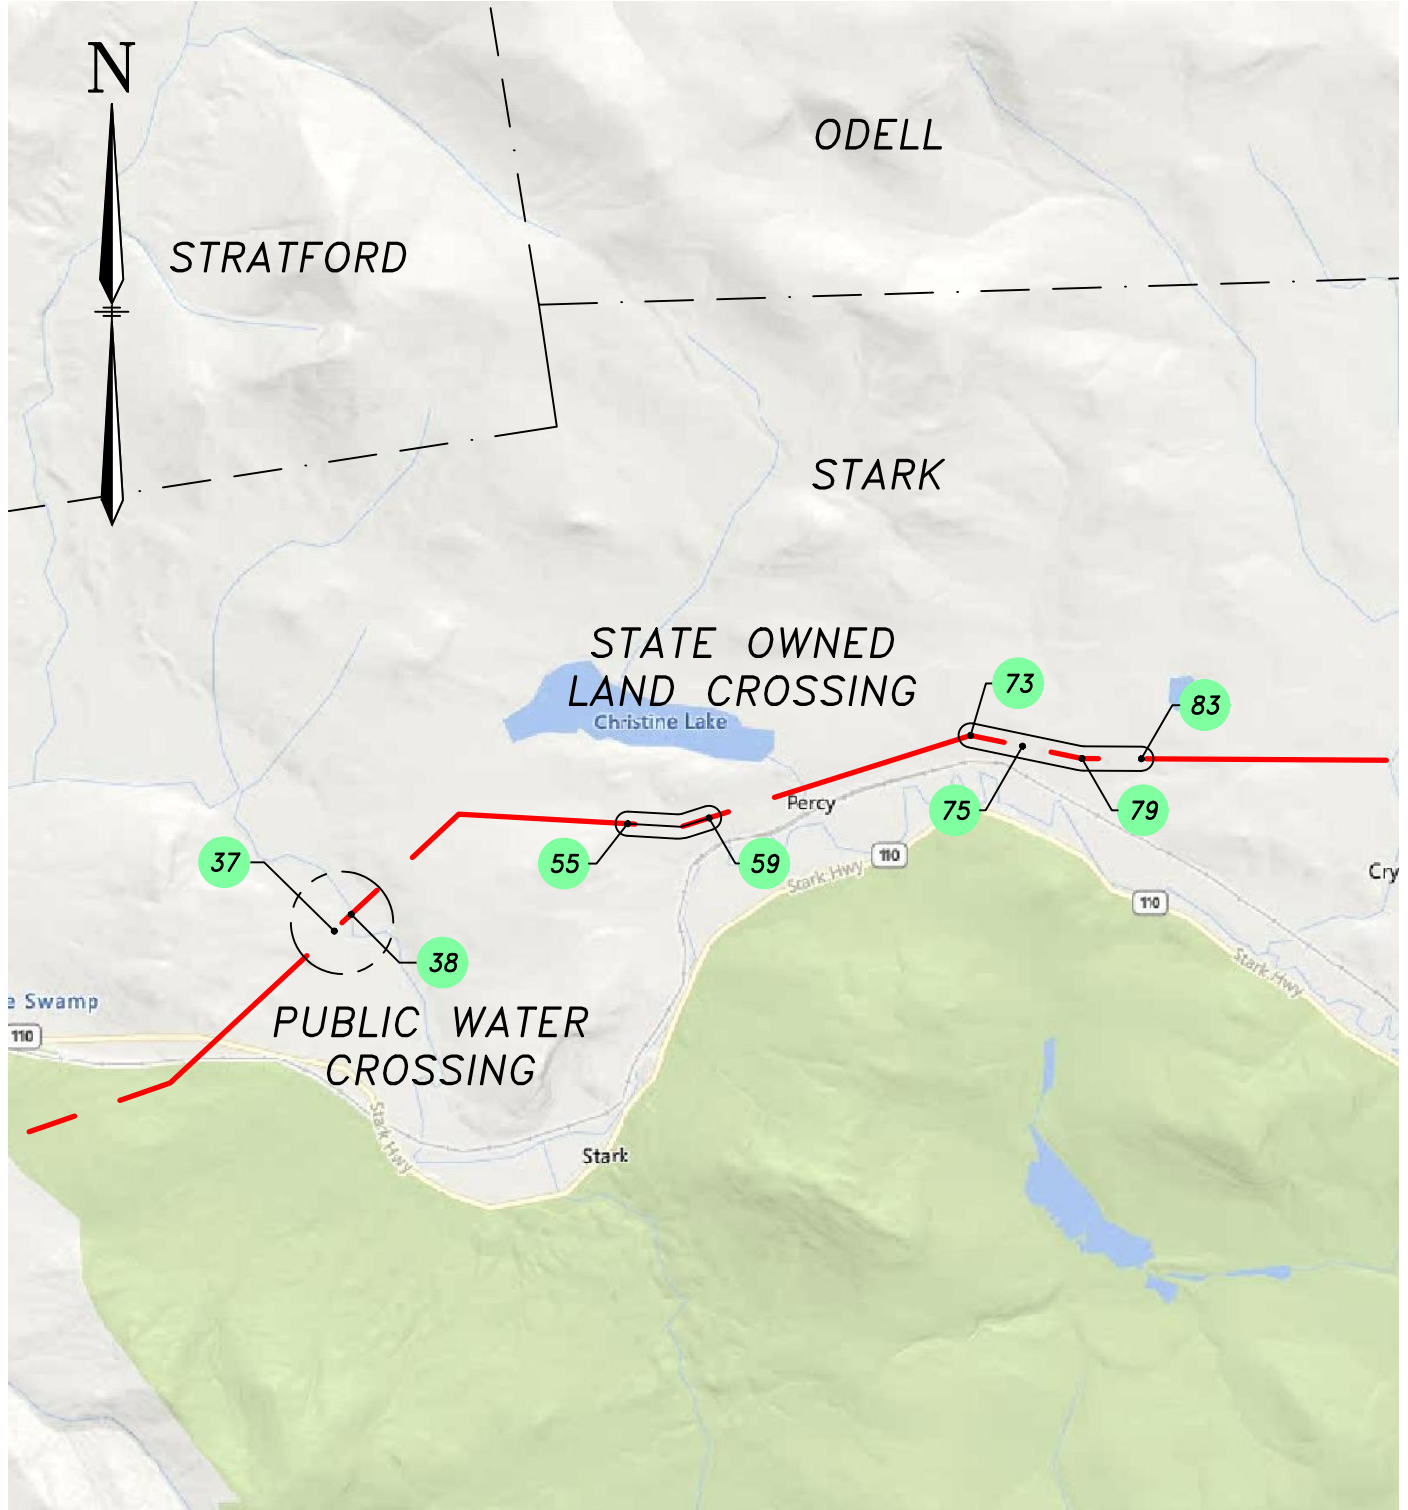 N
ODELL
STRATFORD
STARK
STATE OWNED
LAND CROSSING
Christine Lake
73
83
75
79
Percy
110
Stark Hwy
55
59
37
38
Cry
110
Stark Hwy
e Swamp
110
PUBLIC WATER
CROSSING
Stark Hwy
Stark